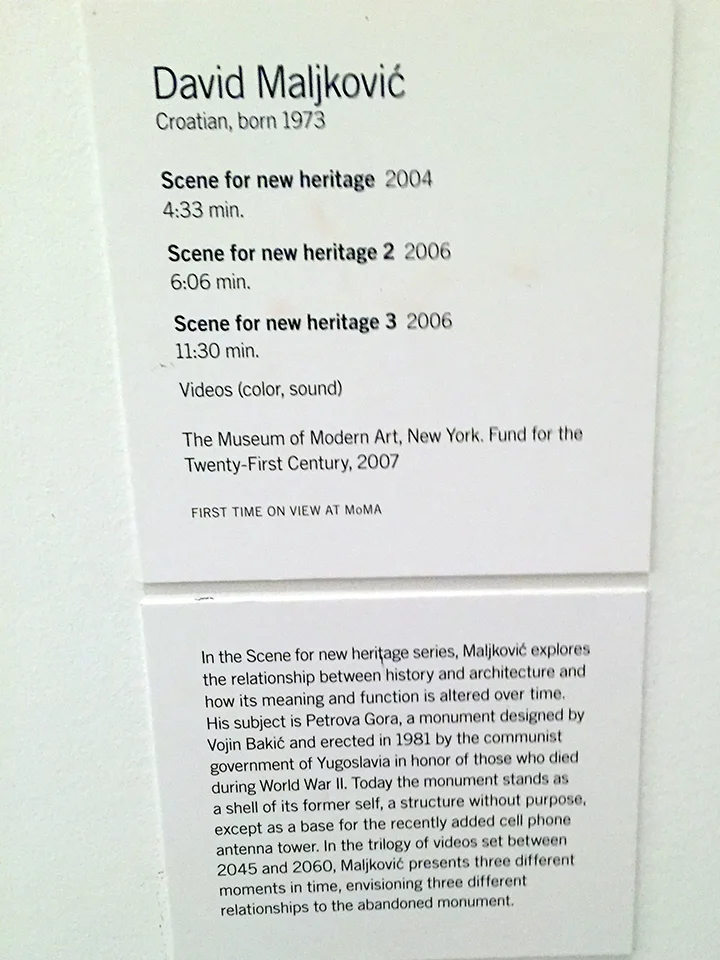 David Maljković
Croatian, born 1973
Scene for new heritage 2004
4:33 min.
Scene for new heritage 2 2006
6:06 min.
Scene for new heritage 3 2006
11:30 min.
Videos (color, sound)
The Museum of Modern Art, New York. Fund for the
Twenty-First Century, 2007
FIRST TIME ON VIEW AT MoMA
In the Scene for new heritage series, Maljković explores
the relationship between history and architecture and
how its meaning and function is altered over time.
His subject is Petrova Gora, a monument designed by
Vojin Bakić and erected in 1981 by the communist
government of Yugoslavia in honor of those who died
during World War II. Today the monument stands as
a shell of its former self, a structure without purpose,
except as a base for the recently added cell phone
antenna tower. In the trilogy of videos set between
2045 and 2060, Maljković presents three different
moments in time, envisioning three different
relationships to the abandoned monument.